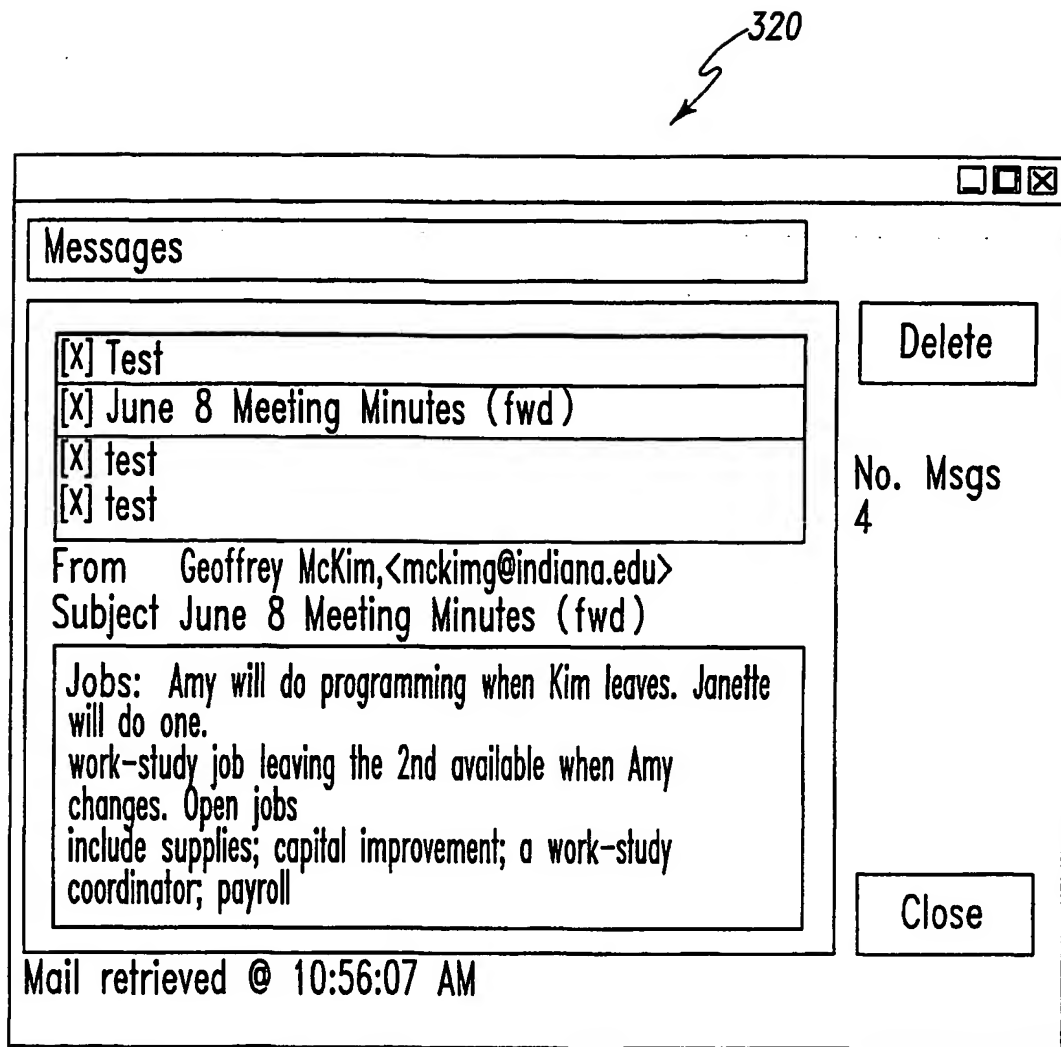 320
Messages
[X] Test
[X] June 8 Meeting Minutes (fwd)
[X] test
[X] test
Delete
No. Msgs
4
From Geoffrey McKim,<mckimg@indiana.edu>
Subject June 8 Meeting Minutes (fwd)
Jobs: Amy will do programming when Kim leaves. Janette
will do one.
work-study job leaving the 2nd available when Amy
changes. Open jobs
include supplies; capital improvement; a work-study
coordinator; payroll
Close
Mail retrieved @ 10:56:07 AM